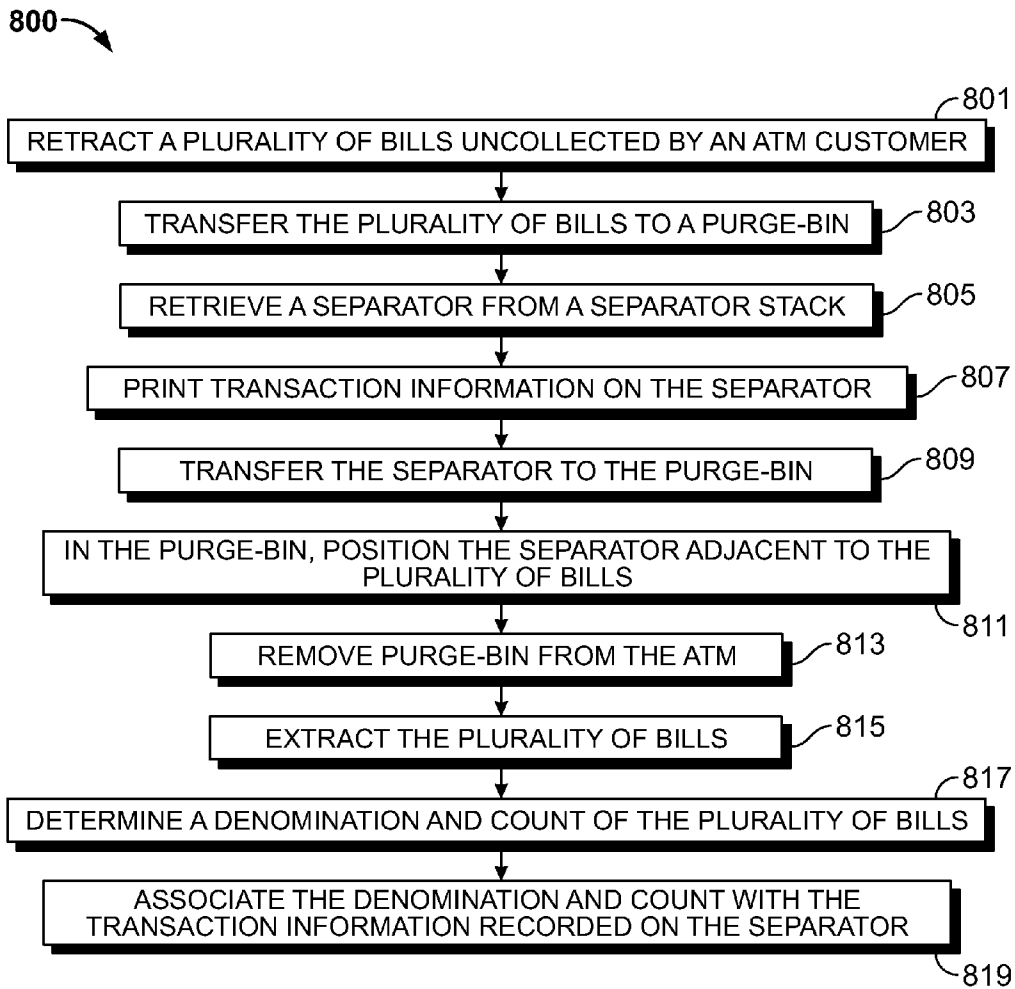 800
801
RETRACT A PLURALITY OF BILLS UNCOLLECTED BY AN ATM CUSTOMER
TRANSFER THE PLURALITY OF BILLS TO A PURGE-BIN
803
RETRIEVE A SEPARATOR FROM A SEPARATOR STACK
805
PRINT TRANSACTION INFORMATION ON THE SEPARATOR
807
TRANSFER THE SEPARATOR TO THE PURGE-BIN
809
IN THE PURGE-BIN, POSITION THE SEPARATOR ADJACENT TO THE
PLURALITY OF BILLS
811
REMOVE PURGE-BIN FROM THE ATM
813
EXTRACT THE PLURALITY OF BILLS
815
817
DETERMINE A DENOMINATION AND COUNT OF THE PLURALITY OF BILLS
ASSOCIATE THE DENOMINATION AND COUNT WITH THE
TRANSACTION INFORMATION RECORDED ON THE SEPARATOR
819